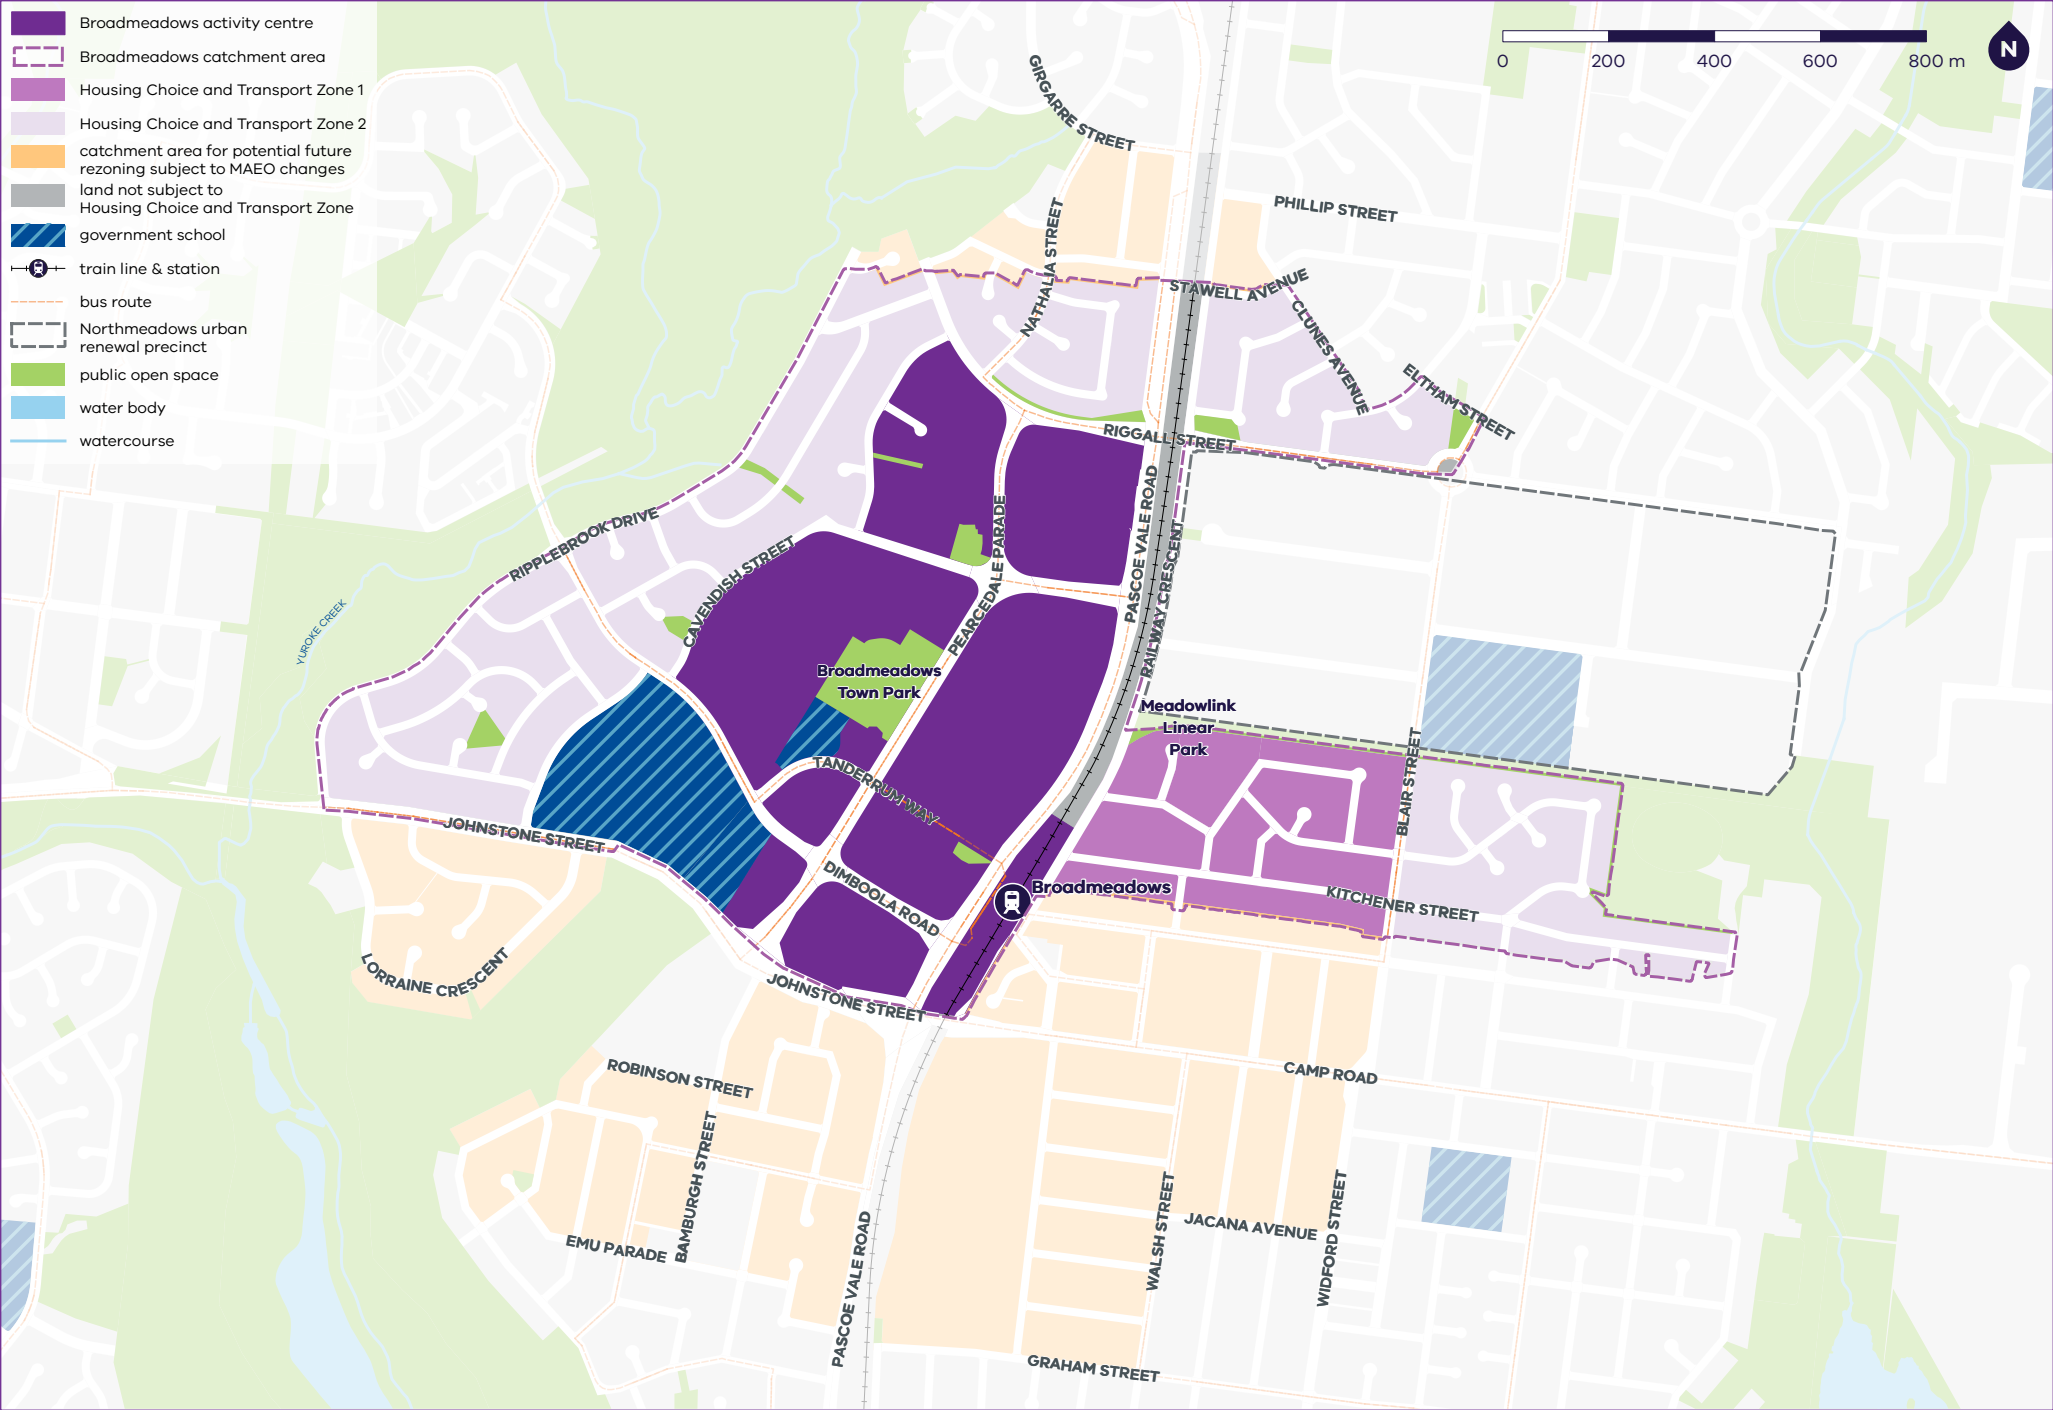 Broadmeadows activity centre
Broadmeadows catchment area
Housing Choice and Transport Zone 1
Housing Choice and Transport Zone 2
catchment area for potential future
rezoning subject to MAEO changes
land not subject to
Housing Choice and Transport Zone
government school
train line & station
bus route
Northmeadows urban
renewal precinct
public open space
water body
watercourse
0 200 400 600 800 m
N
GIRGARRE STREET
PHILLIP STREET
NATHALIA STREET
STAWELL AVENUE
CLUNES AVENUE
ELTHAM STREET
RIGGALL STREET
PASCOE VALE ROAD
RAILWAY CRESCENT
PEARCEDALE PARADE
RIPPLEBROOK DRIVE
CAVENDISH STREET
YUROKE CREEK
Broadmeadows
Town Park
Meadowlink
Linear
Park
TANDERRUM WAY
BLAIR STREET
JOHNSTONE STREET
DIMBOOLA ROAD
Broadmeadows
KITCHENER STREET
LORRAINE CRESCENT
JOHNSTONE STREET
ROBINSON STREET
CAMP ROAD
BAMBURGH STREET
EMU PARADE
PASCOE VALE ROAD
WALSH STREET
JACANA AVENUE
WIDFORD STREET
GRAHAM STREET